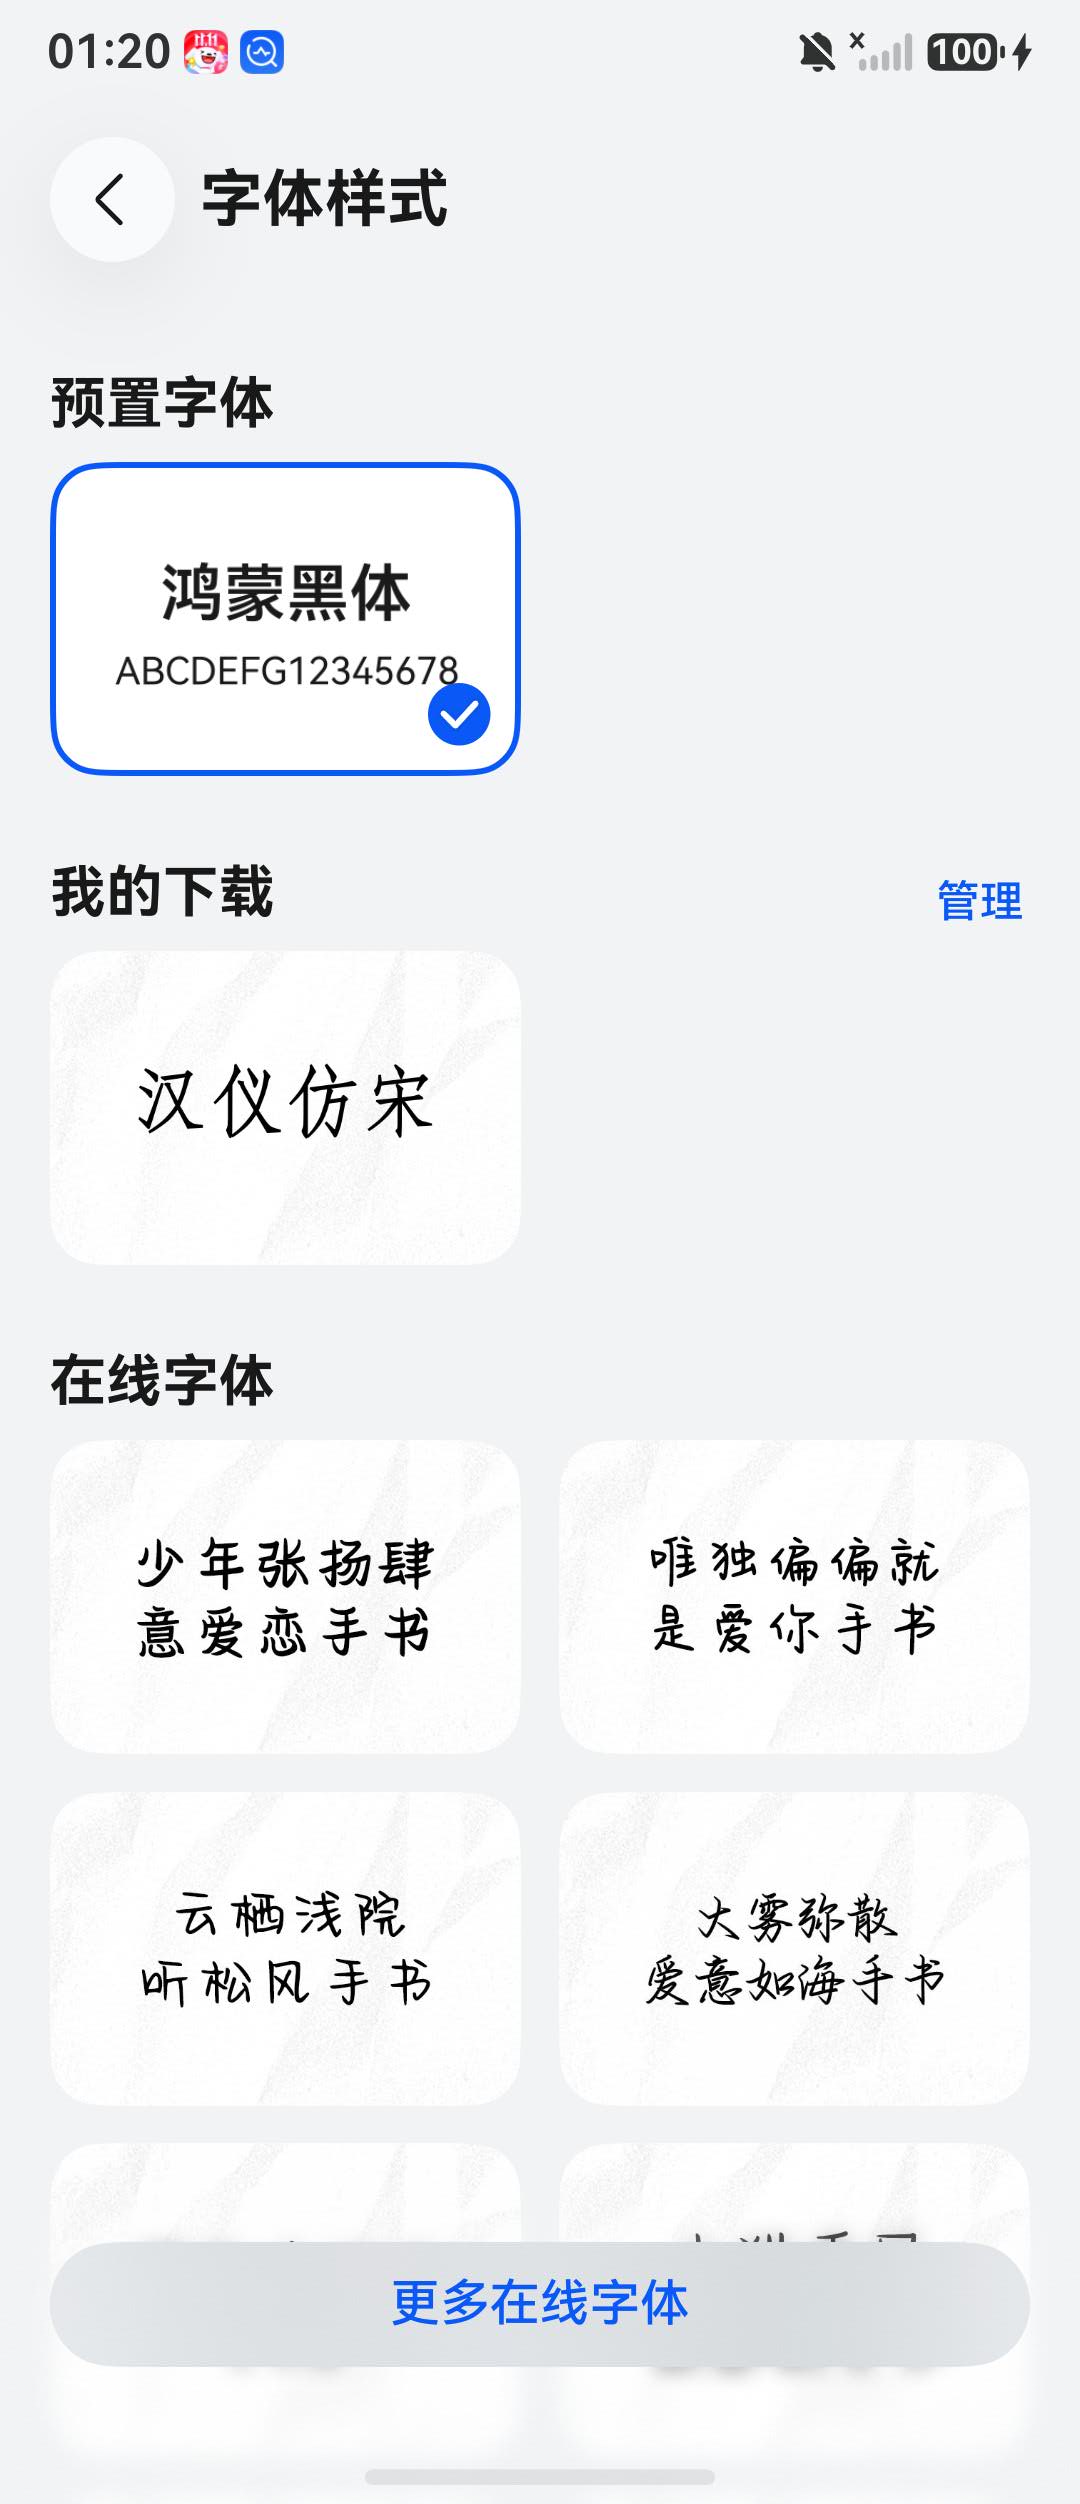 01:20
100
字体样式
预置字体
鸿蒙黑体
ABCDEFG12345678
我的下载
管理
汉仪仿宋
在线字体
少年张扬肆
意爱恋手书
唯独偏偏就
是爱你手书
云栖浅院
听松风手书
大雾弥散
爱意如海手书
更多在线字体